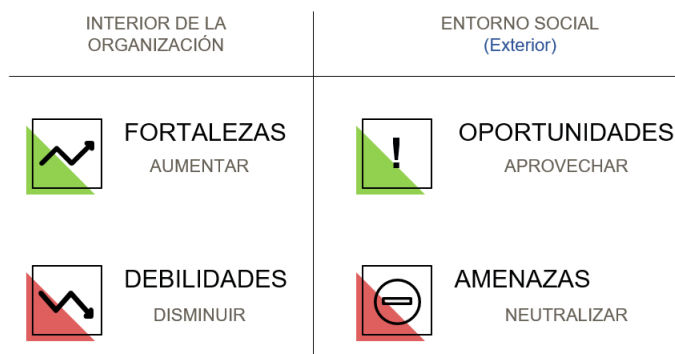 INTERIOR DE LA
ORGANIZACIÓN
ENTORNO SOCIAL
(Exterior)
FORTALEZAS
AUMENTAR
OPORTUNIDADES
APROVECHAR
DEBILIDADES
DISMINUIR
AMENAZAS
NEUTRALIZAR